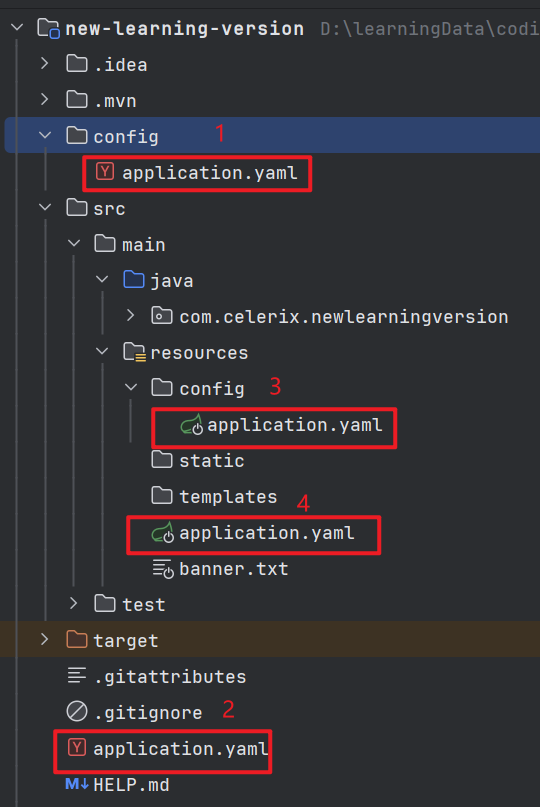 new-learning-version D:\learningData\codi
.idea
.mvn
config 1
Y application.yaml
src
main
java
com.celerix.newlearningversion
resources
config 3
application.yaml
static
templates
4
application.yaml
banner.txt
test
target
.gitattributes
.gitignore 2
Y application.yaml
M↓ HELP.md